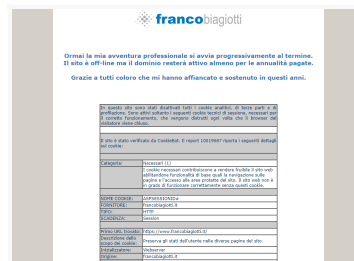 francobiagiotti
Ormai la mia avventura professionale si avvia progressivamente al termine.
Il sito è off-line ma il dominio resterà attivo almeno per le annualità pagate.
Grazie a tutti coloro che mi hanno affiancato e sostenuto in questi anni.
In questo sito sono stati disattivati tutti i cookie analitici, di terze parti e di
profilazione. Sono attivi soltanto i seguenti cookie tecnici di sessione, necessari per
il corretto funzionamento, che vengono distrutti ogni volta che il browser del
visitatore viene chiuso.
Il sito è stato verificato da CookieBot. Il report 10019687 riporta i seguenti dettagli
sui cookie:
Categoria: Necessari (1)
I cookie necessari contribuiscono a rendere fruibile il sito web
abilitandone funzionalità di base quali la navigazione sulle
pagine e l'accesso alle aree protette del sito. Il sito web non è
in grado di funzionare correttamente senza questi cookie.
NOME COOKIE: ASPSESSIONIDx
FORNITORE: francobiagiotti.it
TIPO: HTTP
SCADENZA: Session
Primo URL trovato: https://www.francobiagiotti.it/
Descrizione dello
scopo dei cookie: Preserva gli stati dell'utente nelle diverse pagine del sito.
Inizializzatore: Webserver
Origine: francobiagiotti.it